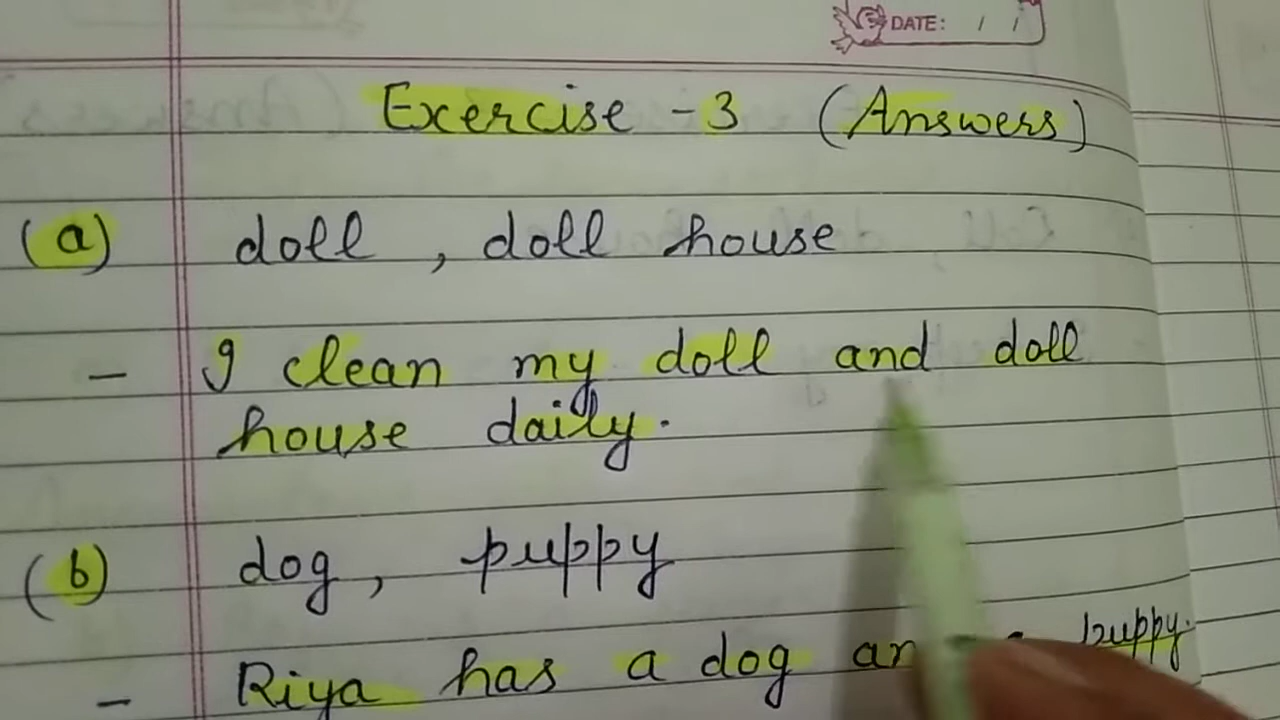 DATE: / /
Exercise - 3 (Answers)
(a) doll, doll house
- I clean my doll and doll
house daily.
(b) dog, puppy
- Riya has a dog an puppy.